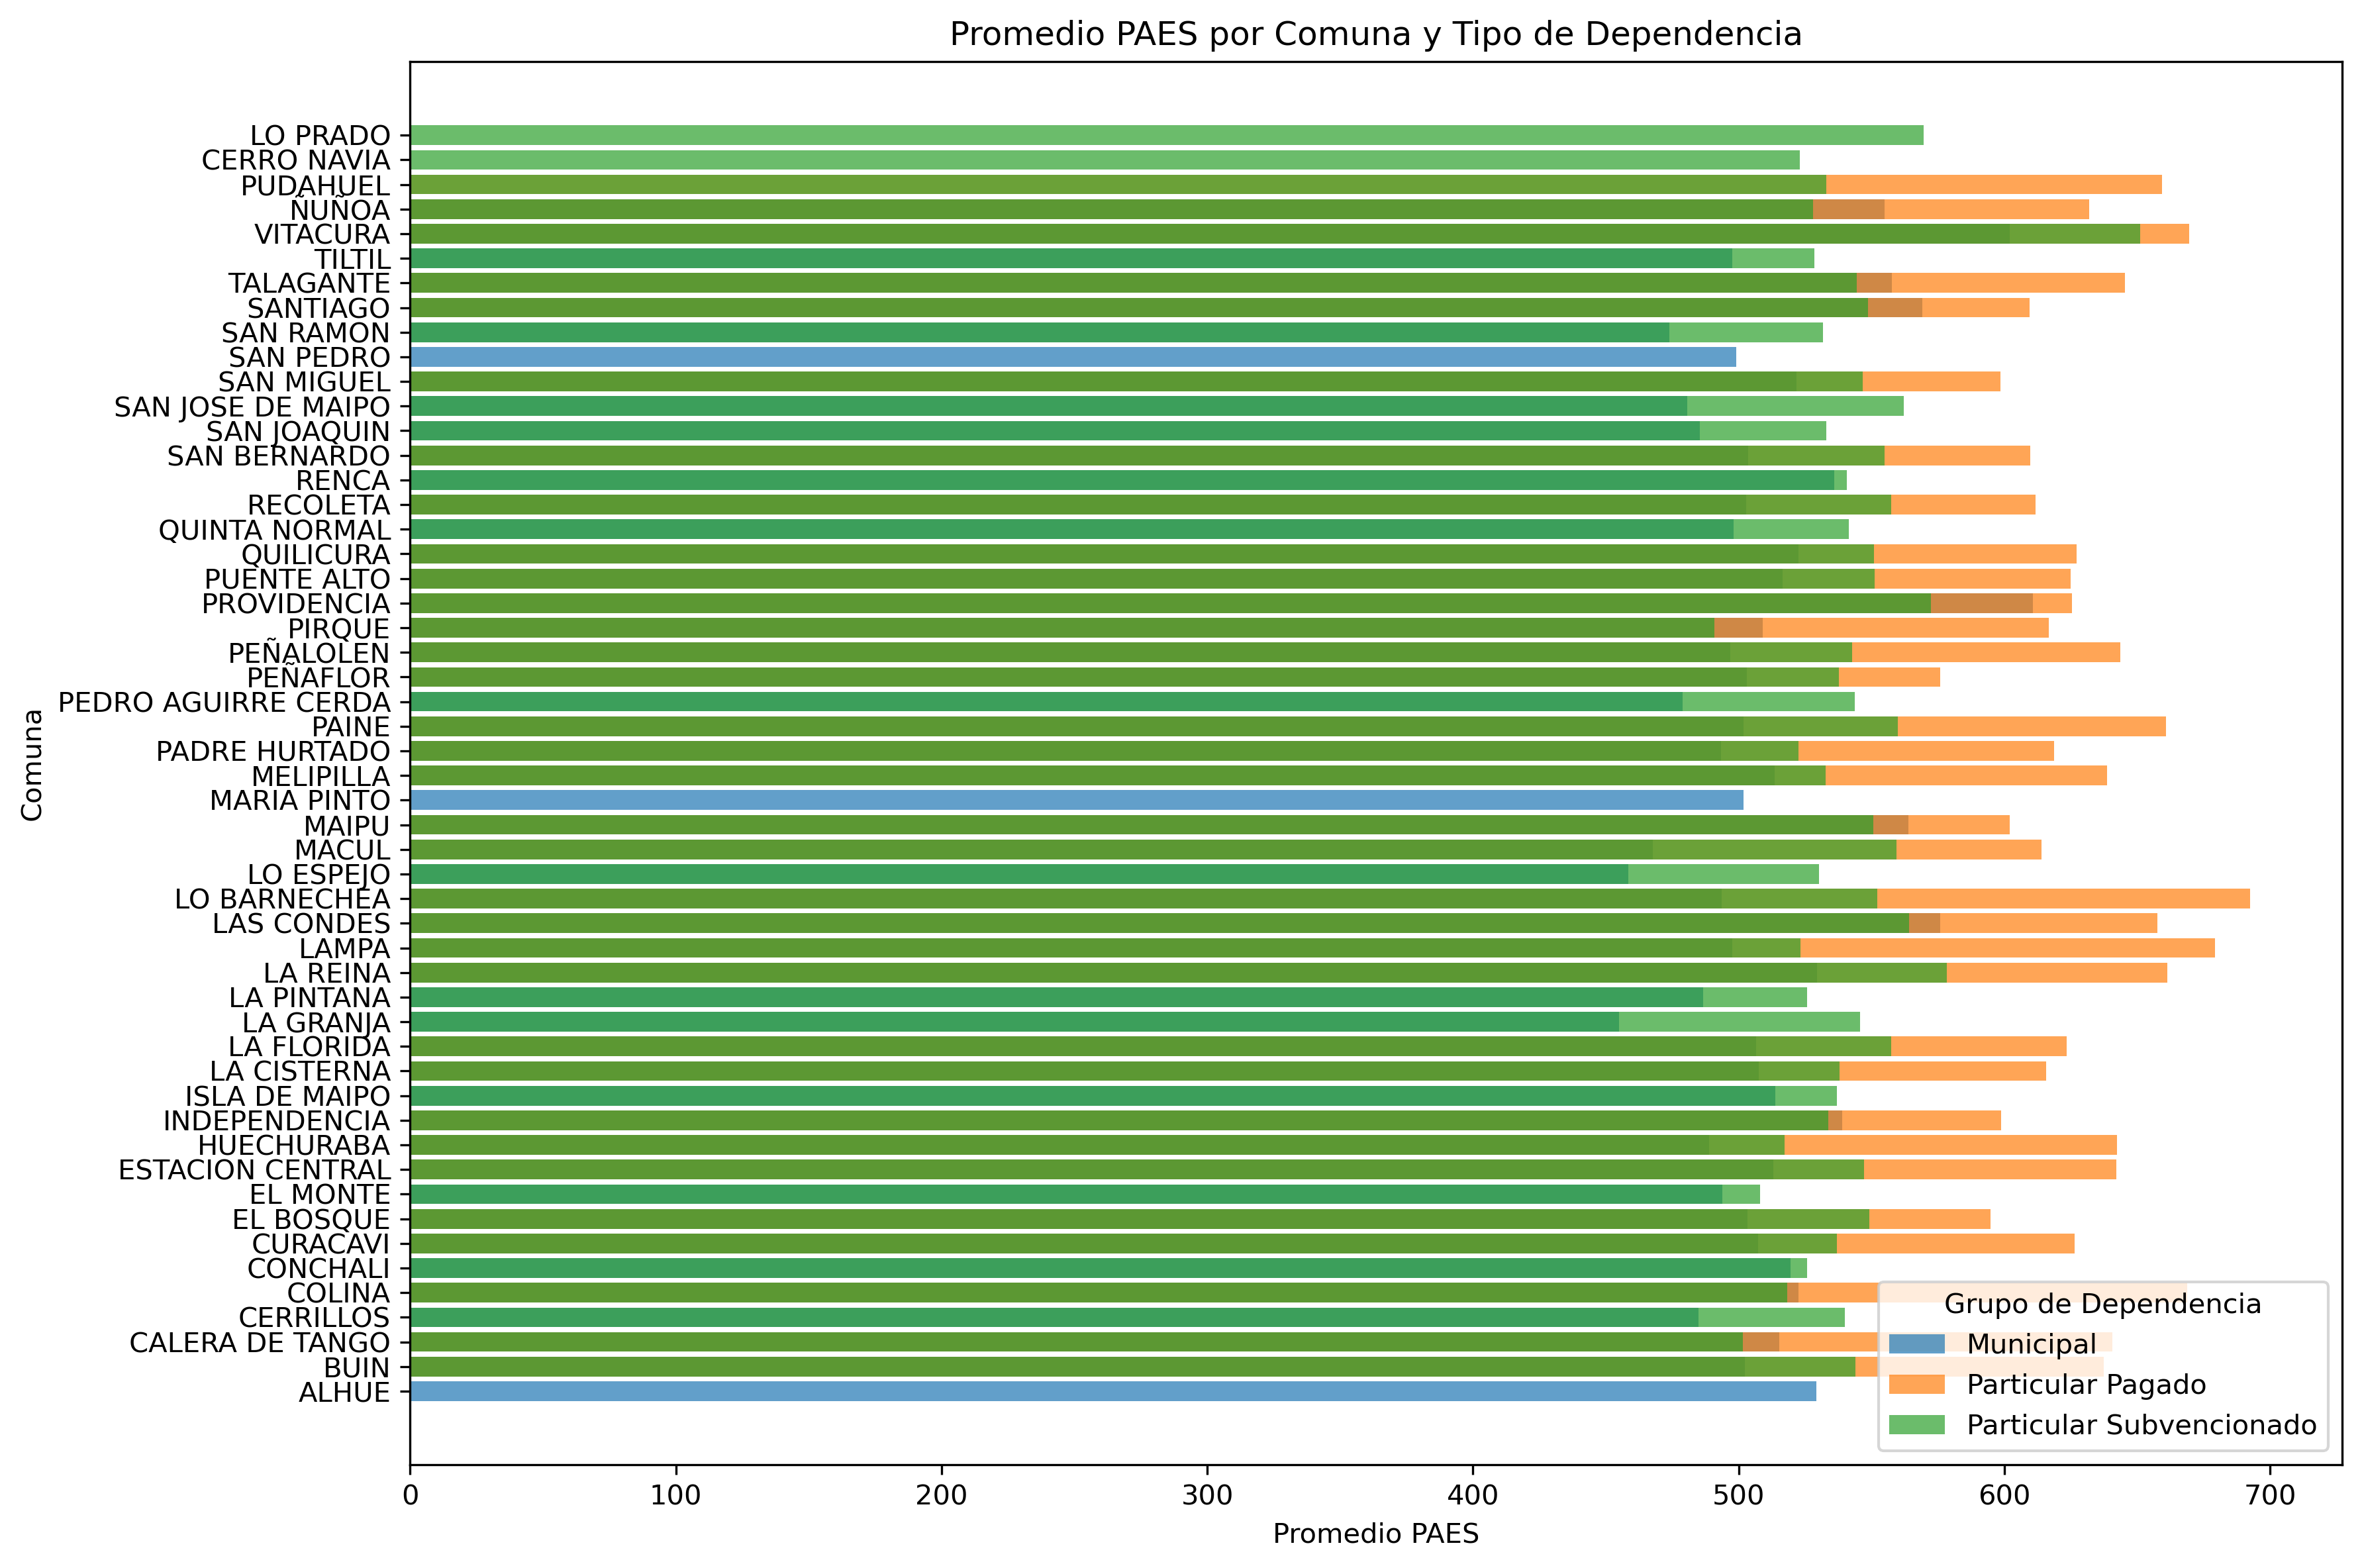 Promedio PAES por Comuna y Tipo de Dependencia
LO PRADO
CERRO NAVIA
PUDAHUEL
ÑUÑOA
VITACURA
TILTIL
TALAGANTE
SANTIAGO
SAN RAMON
SAN PEDRO
SAN MIGUEL
SAN JOSE DE MAIPO
SAN JOAQUIN
SAN BERNARDO
RENCA
RECOLETA
QUINTA NORMAL
QUILICURA
PUENTE ALTO
PROVIDENCIA
PIRQUE
PEÑALOLEN
PEÑAFLOR
PEDRO AGUIRRE CERDA
PAINE
PADRE HURTADO
MELIPILLA
MARIA PINTO
MAIPU
MACUL
LO ESPEJO
LO BARNECHEA
LAS CONDES
LAMPA
LA REINA
LA PINTANA
LA GRANJA
LA FLORIDA
LA CISTERNA
ISLA DE MAIPO
INDEPENDENCIA
HUECHURABA
ESTACION CENTRAL
EL MONTE
EL BOSQUE
CURACAVI
CONCHALI
COLINA
CERRILLOS
CALERA DE TANGO
BUIN
ALHUE
Comuna
Grupo de Dependencia
Municipal
Particular Pagado
Particular Subvencionado
0 100 200 300 400 500 600 700
Promedio PAES